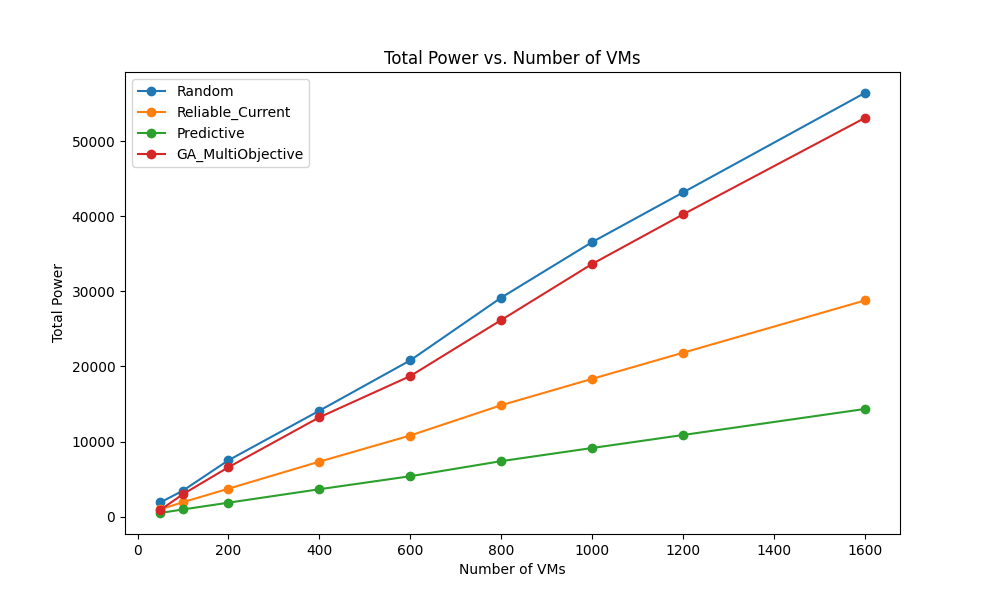 Total Power vs. Number of VMs
Random
Reliable_Current
Predictive
GA_MultiObjective
50000
40000
30000
20000
10000
0
Total Power
0 200 400 600 800 1000 1200 1400 1600
Number of VMs